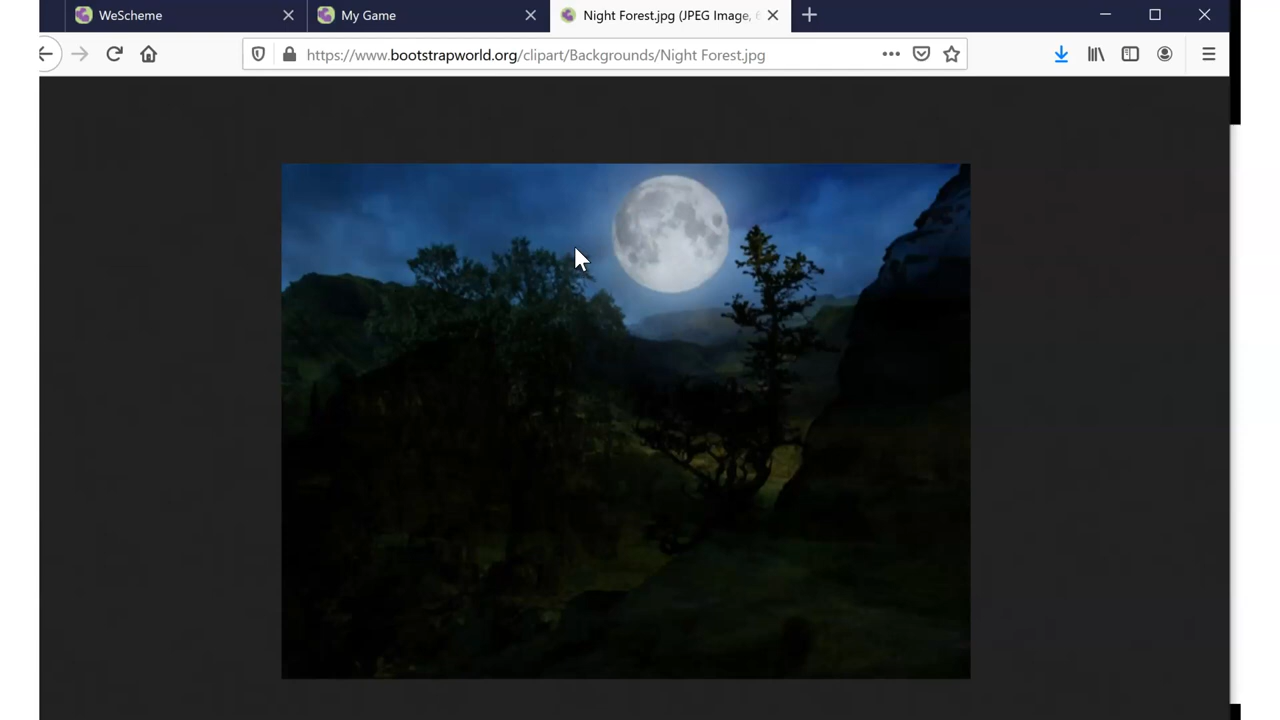 WeScheme
My Game
Night Forest.jpg (JPEG Image,
https://www.bootstrapworld.org/clipart/Backgrounds/Night Forest.jpg